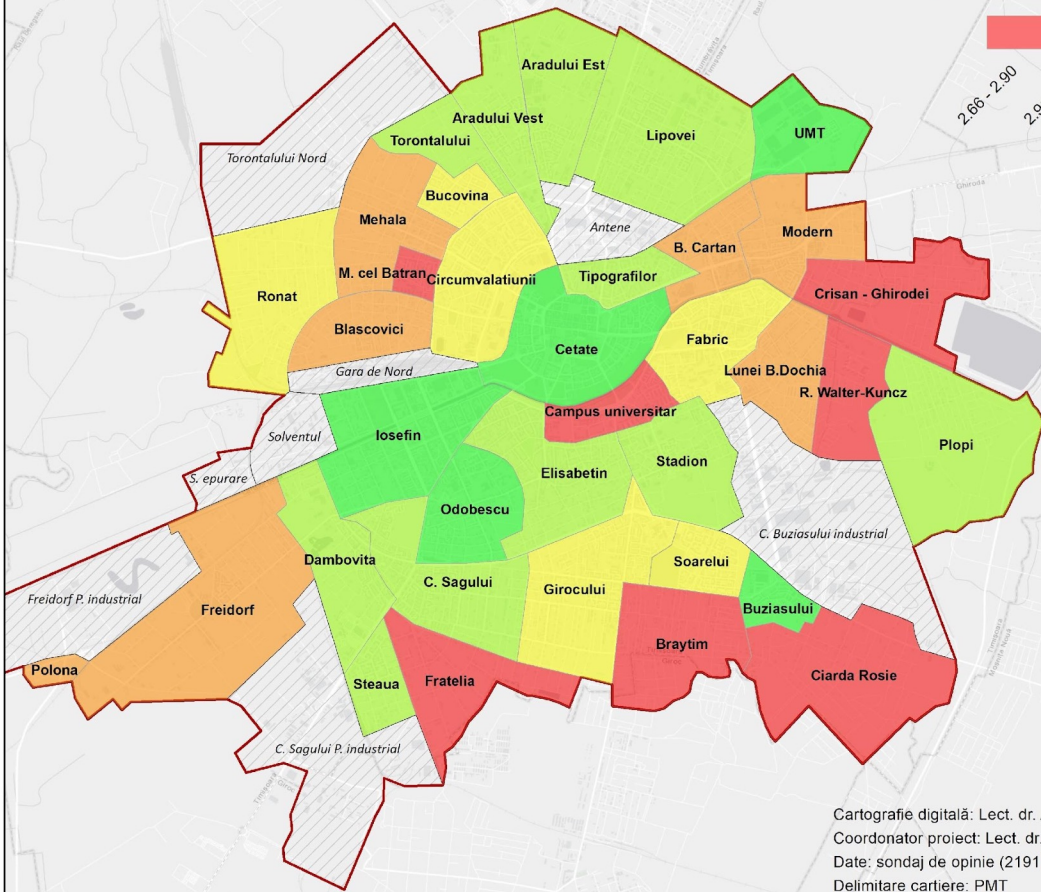 Aradului Est
2.66 - 2.90
2.9
Aradului Vest
UMT
Torontalului
Lipovei
Torontalului Nord
Ghiroda
Bucovina
Mehala
Antene
Modern
B. Cartan
M. cel Batran
Circumvalatiunii
Tipografilor
Ronat
Crisan - Ghirodei
Blascovici
Cetate
Fabric
Gara de Nord
Lunei B.Dochia
R. Walter-Kuncz
Campus universitar
Iosefin
Solventul
Plopi
Stadion
Elisabetin
S. epurare
Odobescu
C. Buziasului industrial
Dambovita
Soarelui
C. Sagului
Girocului
Freidorf P. industrial
Freidorf
Buziasului
Braytim
Polona
Ciarda Rosie
Steaua
Fratelia
C. Sagului P. industrial
Cartografie digitală: Lect. dr.
Coordonator proiect: Lect. dr.
Date: sondaj de opinie (2191
Delimitare cartiere: PMT